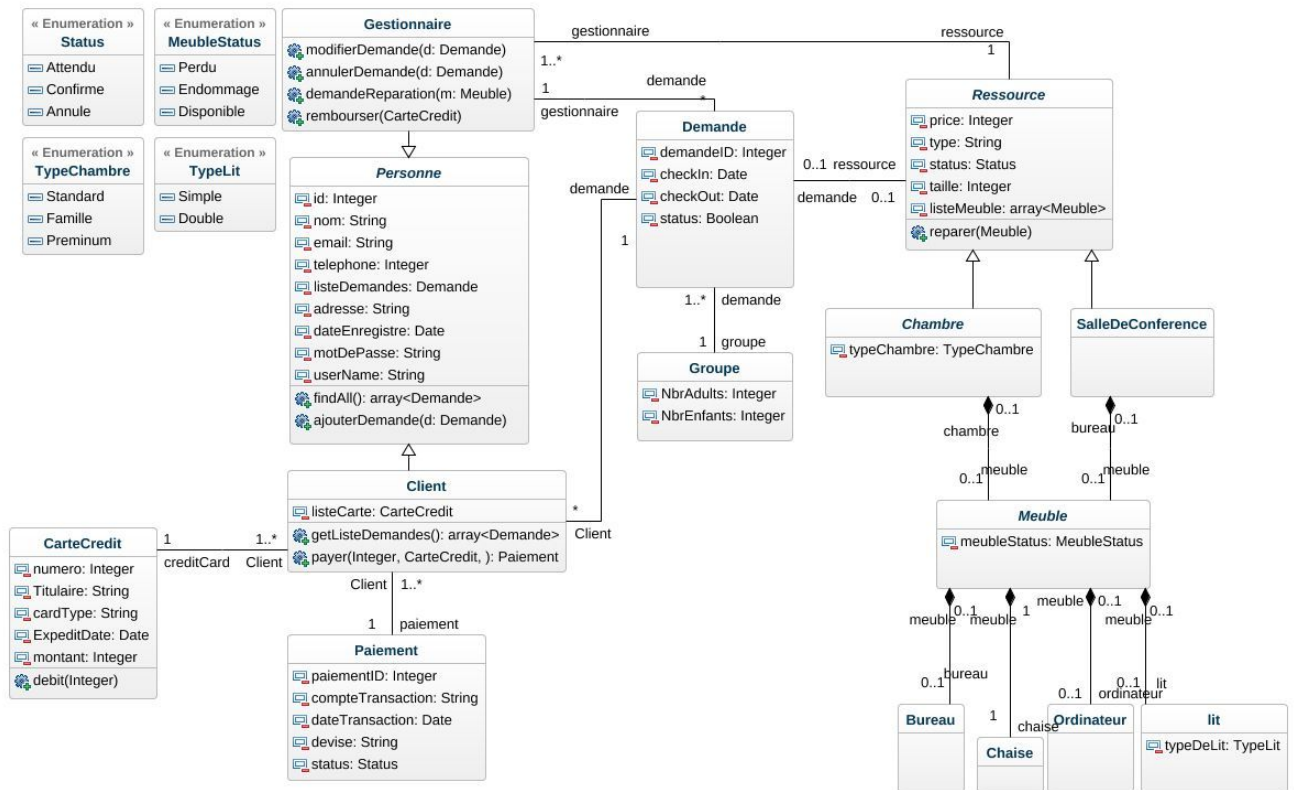 « Enumeration »
Status
Attendu
Confirme
Annule
« Enumeration »
MeubleStatus
Perdu
Endommage
Disponible
« Enumeration »
TypeChambre
Standard
Famille
Preminum
« Enumeration »
TypeLit
Simple
Double
Gestionnaire
modifierDemande(d: Demande)
annulerDemande(d: Demande)
demandeReparation(m: Meuble)
rembourser(CarteCredit)
gestionnaire
1..*
ressource
1
1
gestionnaire
demande
*
Personne
id: Integer
nom: String
email: String
telephone: Integer
listeDemandes: Demande
adresse: String
dateEnregistre: Date
motDePasse: String
userName: String
findAll(): array<Demande>
ajouterDemande(d: Demande)
Demande
demandeID: Integer
checkIn: Date
checkOut: Date
status: Boolean
demande
1
0..1 ressource
demande 0..1
Ressource
price: Integer
type: String
status: Status
taille: Integer
listeMeuble: array<Meuble>
reparer(Meuble)
1..* demande
1 groupe
Groupe
NbrAdults: Integer
NbrEnfants: Integer
Chambre
typeChambre: TypeChambre
SalleDeConference
0..1
chambre
meuble
0..1
0..1
bureau
meuble
0..1
Client
listeCarte: CarteCredit
getListeDemandes(): array<Demande>
payer(Integer, CarteCredit, ): Paiement
*
Client
CarteCredit
numero: Integer
Titulaire: String
cardType: String
ExpeditDate: Date
montant: Integer
debit(Integer)
1
creditCard
1..*
Client
Client 1..*
1 paiement
Paiement
paiementID: Integer
compteTransaction: String
dateTransaction: Date
devise: String
status: Status
Meuble
meubleStatus: MeubleStatus
0..1
meuble
bureau
0..1
1
meuble
1
chaise
meuble 0..1
0..1 ordinateur
0..1
meuble
0..1 lit
Bureau
Chaise
Ordinateur
lit
typeDeLit: TypeLit